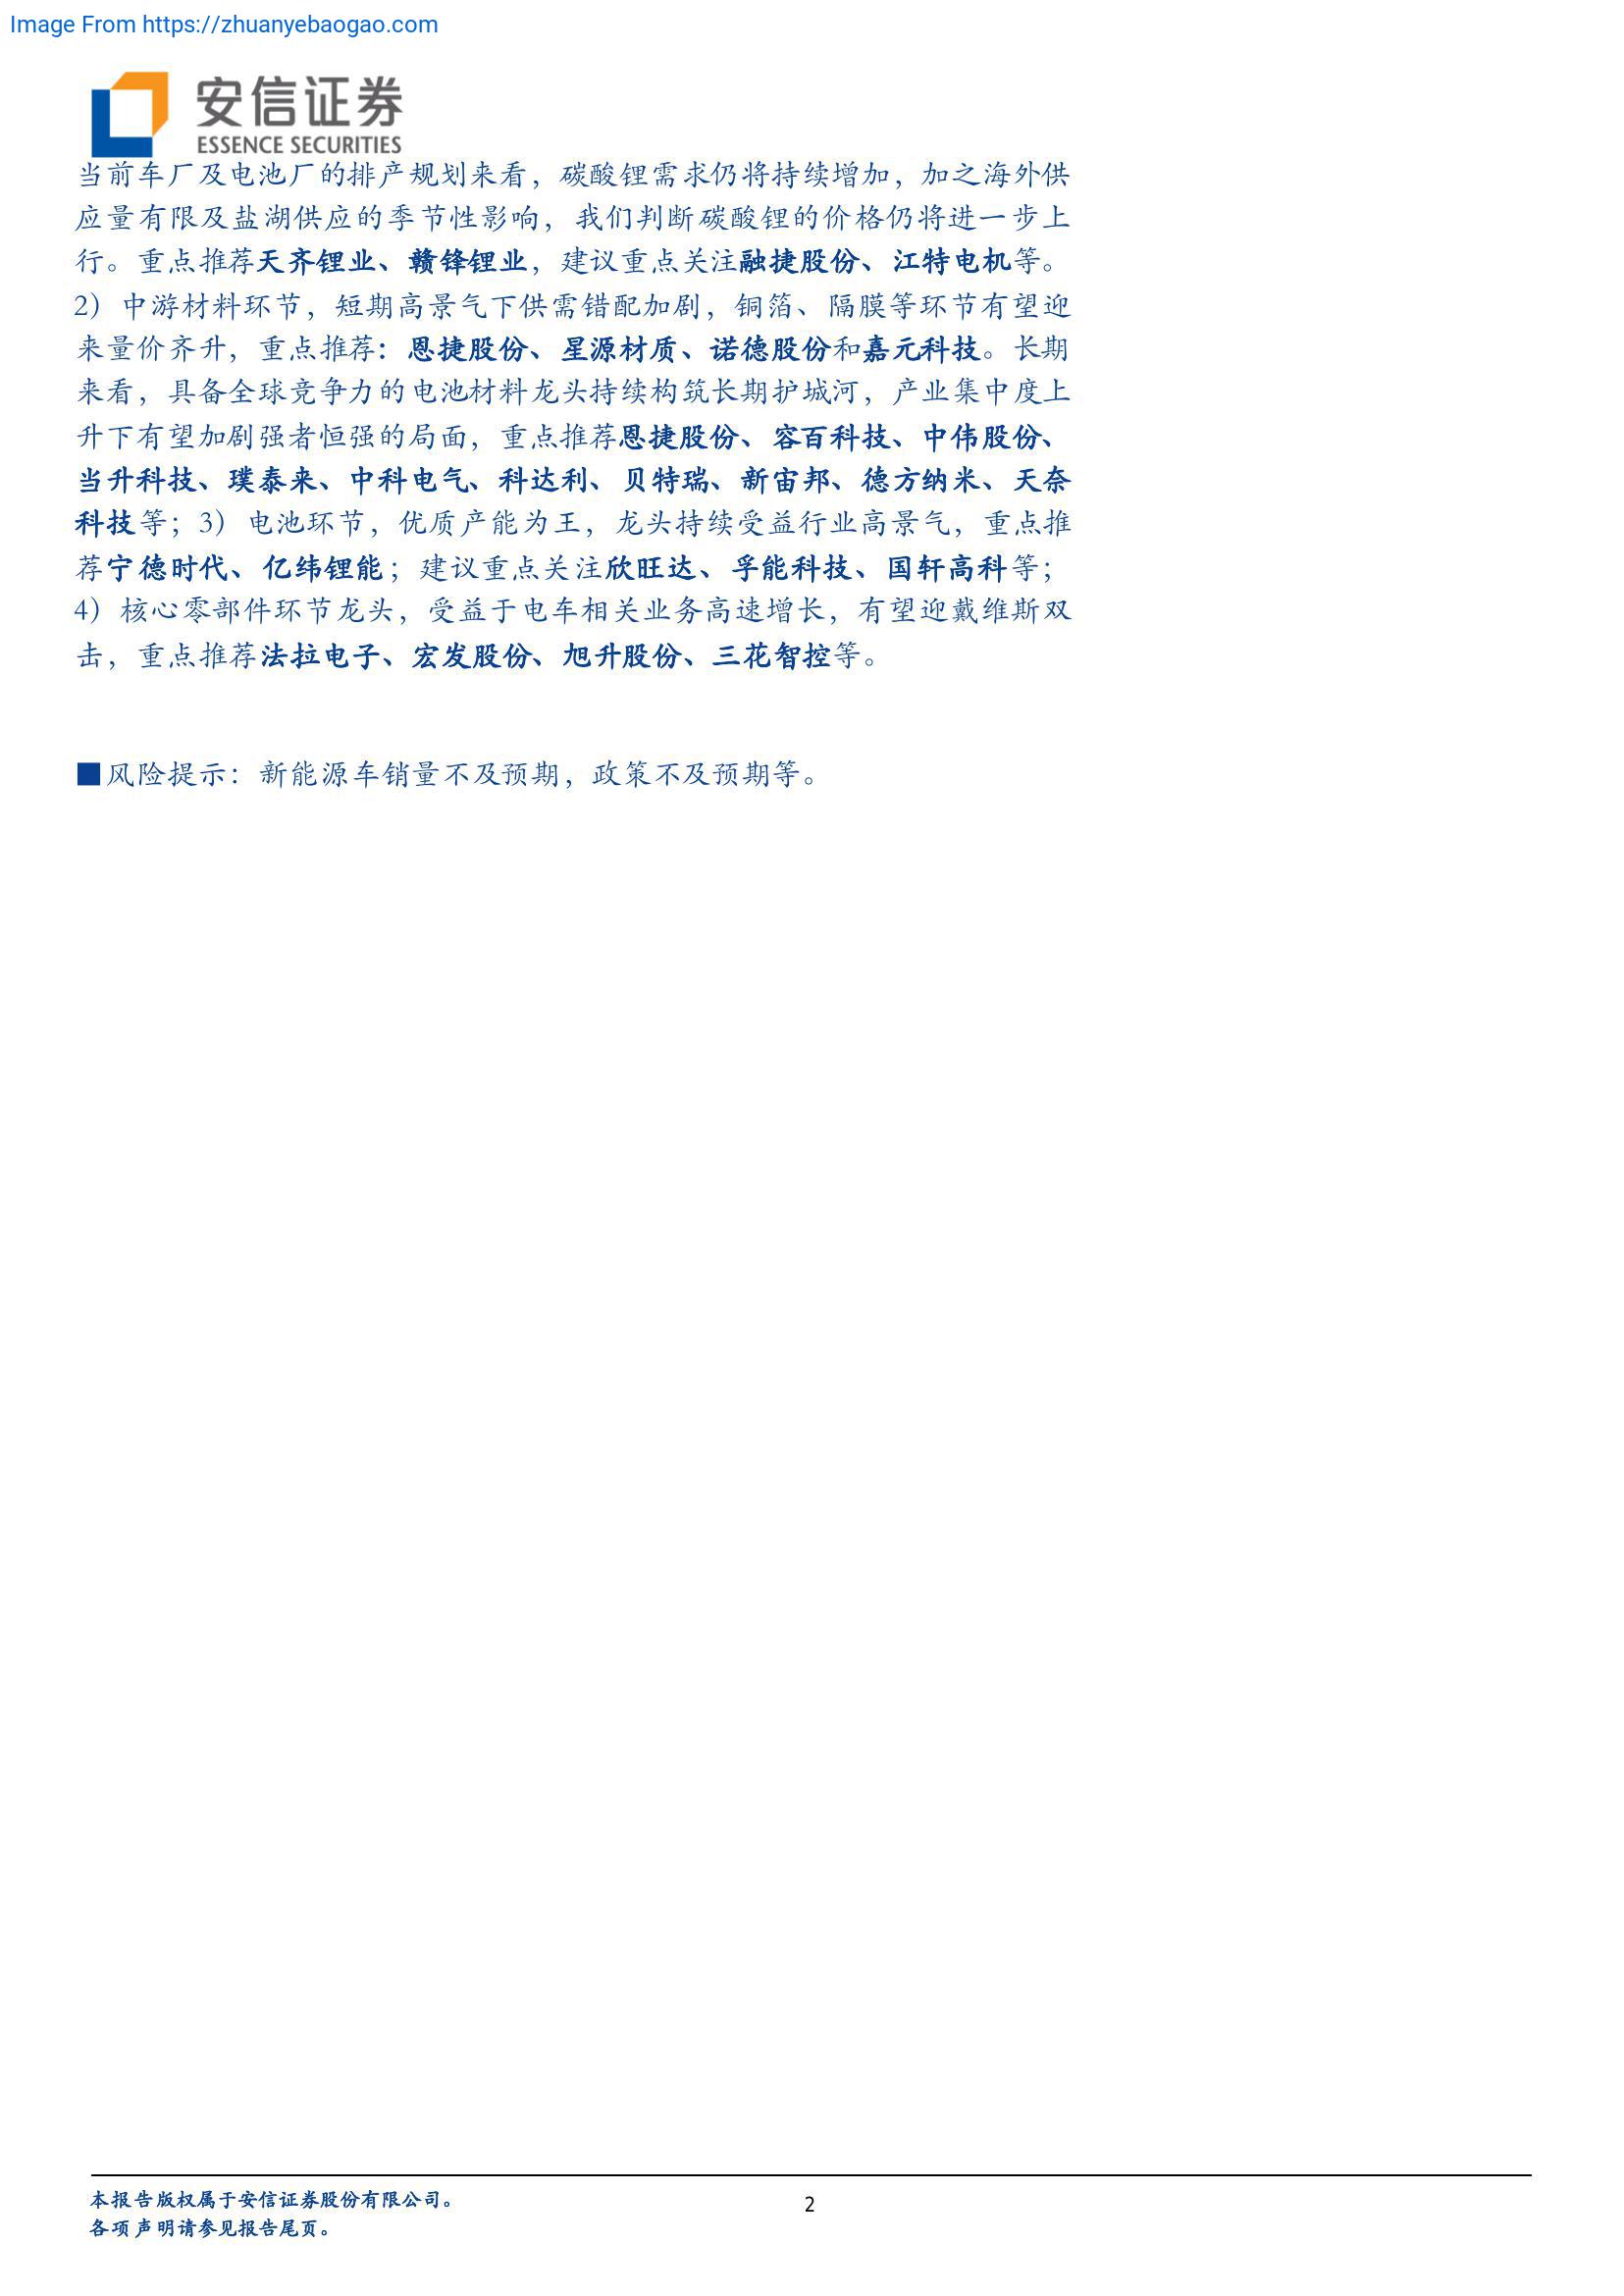 Image From https://zhuanyebaogao.com
安信证券
ESSENCE SECURITIES
当前车厂及电池厂的排产规划来看，碳酸锂需求仍将持续增加，加之海外供
应量有限及盐湖供应的季节性影响，我们判断碳酸锂的价格仍将进一步上
行。重点推荐天齐锂业、赣锋锂业，建议重点关注融捷股份、江特电机等。
2）中游材料环节，短期高景气下供需错配加剧，铜箔、隔膜等环节有望迎
来量价齐升，重点推荐：恩捷股份、星源材质、诺德股份和嘉元科技。长期
来看，具备全球竞争力的电池材料龙头持续构筑长期护城河，产业集中度上
升下有望加剧强者恒强的局面，重点推荐恩捷股份、容百科技、中伟股份、
当升科技、璞泰来、中科电气、科达利、贝特瑞、新宙邦、德方纳米、天奈
科技等；3）电池环节，优质产能为王，龙头持续受益行业高景气，重点推
荐宁德时代、亿纬锂能；建议重点关注欣旺达、孚能科技、国轩高科等；
4）核心零部件环节龙头，受益于电车相关业务高速增长，有望迎戴维斯双
击，重点推荐法拉电子、宏发股份、旭升股份、三花智控等。
■风险提示：新能源车销量不及预期，政策不及预期等。
本报告版权属于安信证券股份有限公司。
2
各项声明请参见报告尾页。